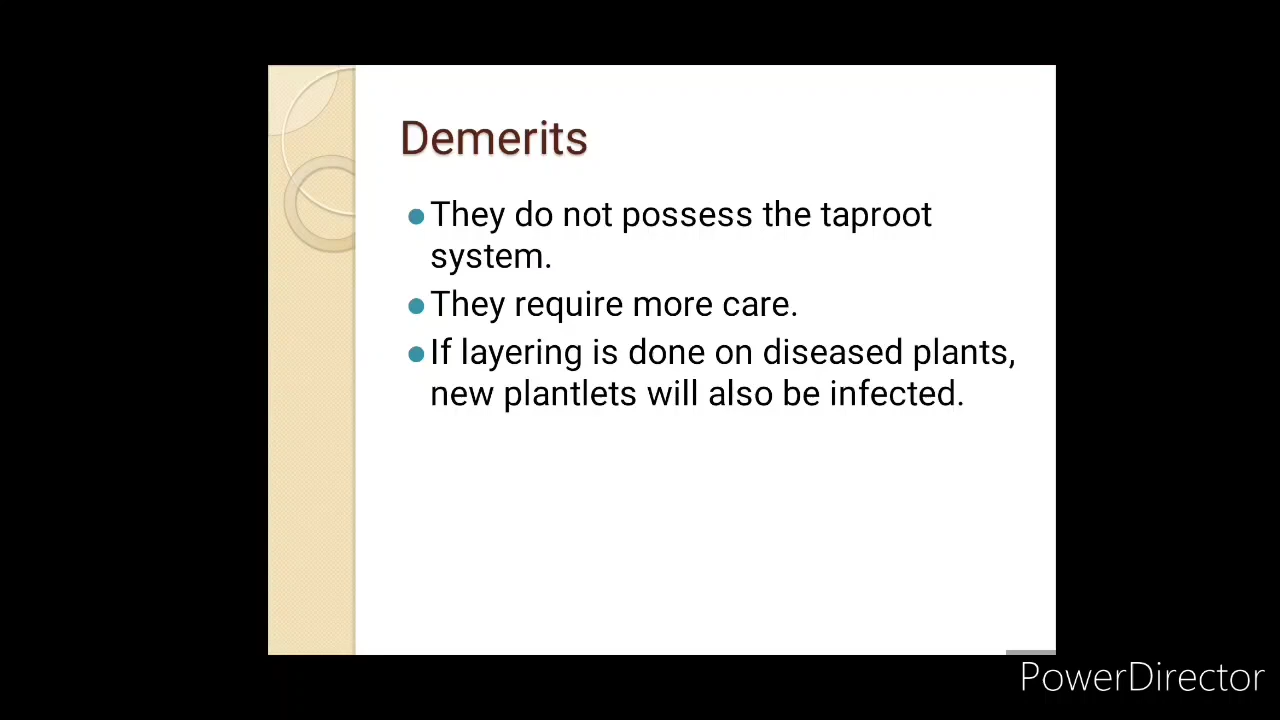 Demerits
They do not possess the taproot
system.
They require more care.
If layering is done on diseased plants,
new plantlets will also be infected.
PowerDirector